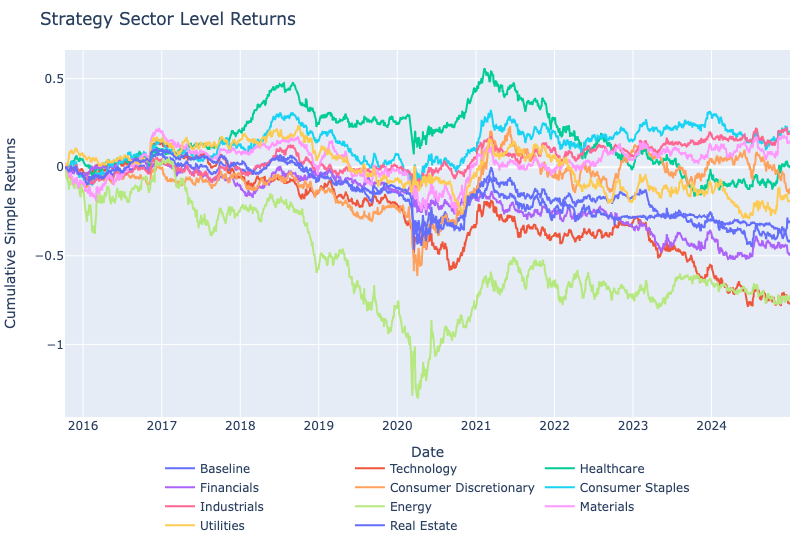 Strategy Sector Level Returns
Cumulative Simple Returns
0.5
0
−0.5
−1
2016 2017 2018 2019 2020 2021 2022 2023 2024
Date
Baseline Technology Healthcare
Financials Consumer Discretionary Consumer Staples
Industrials Energy Materials
Utilities Real Estate